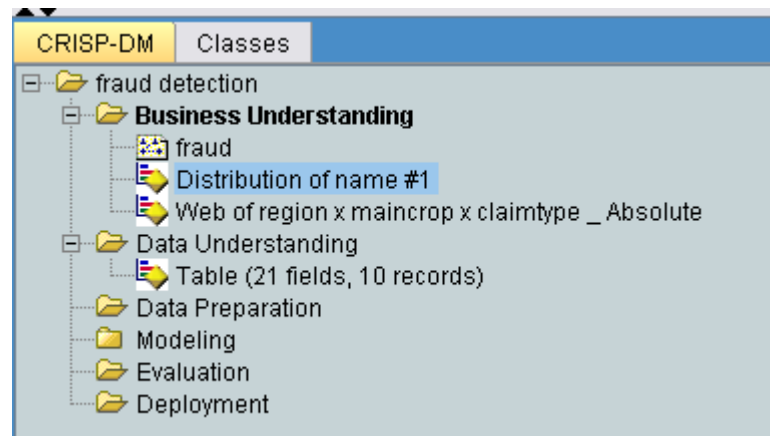 CRISP-DM Classes
fraud detection
Business Understanding
fraud
Distribution of name #1
Web of region x maincrop x claimtype _ Absolute
Data Understanding
Table (21 fields, 10 records)
Data Preparation
Modeling
Evaluation
Deployment